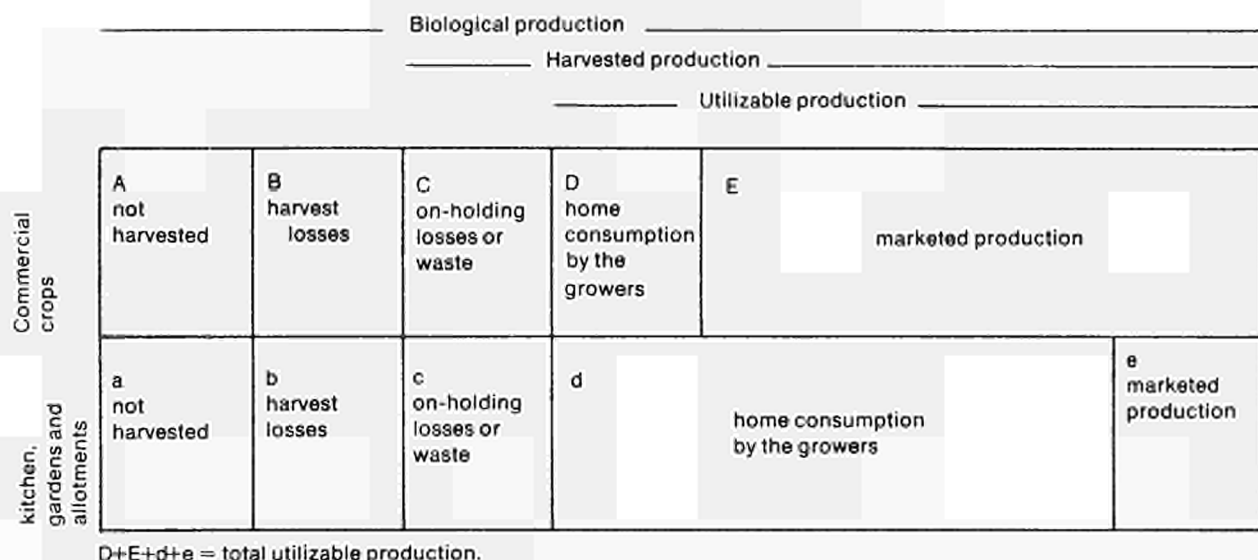 Biological production
Harvested production
Utilizable production
Commercial
crops
A
not
harvested
B
harvest
losses
C
on-holding
losses or
waste
D
home
consumption
by the
growers
E
marketed production
kitchen,
gardens and
allotments
a
not
harvested
b
harvest
losses
c
on-holding
losses or
waste
d
home consumption
by the growers
e
marketed
production
D+E+d+e = total utilizable production.